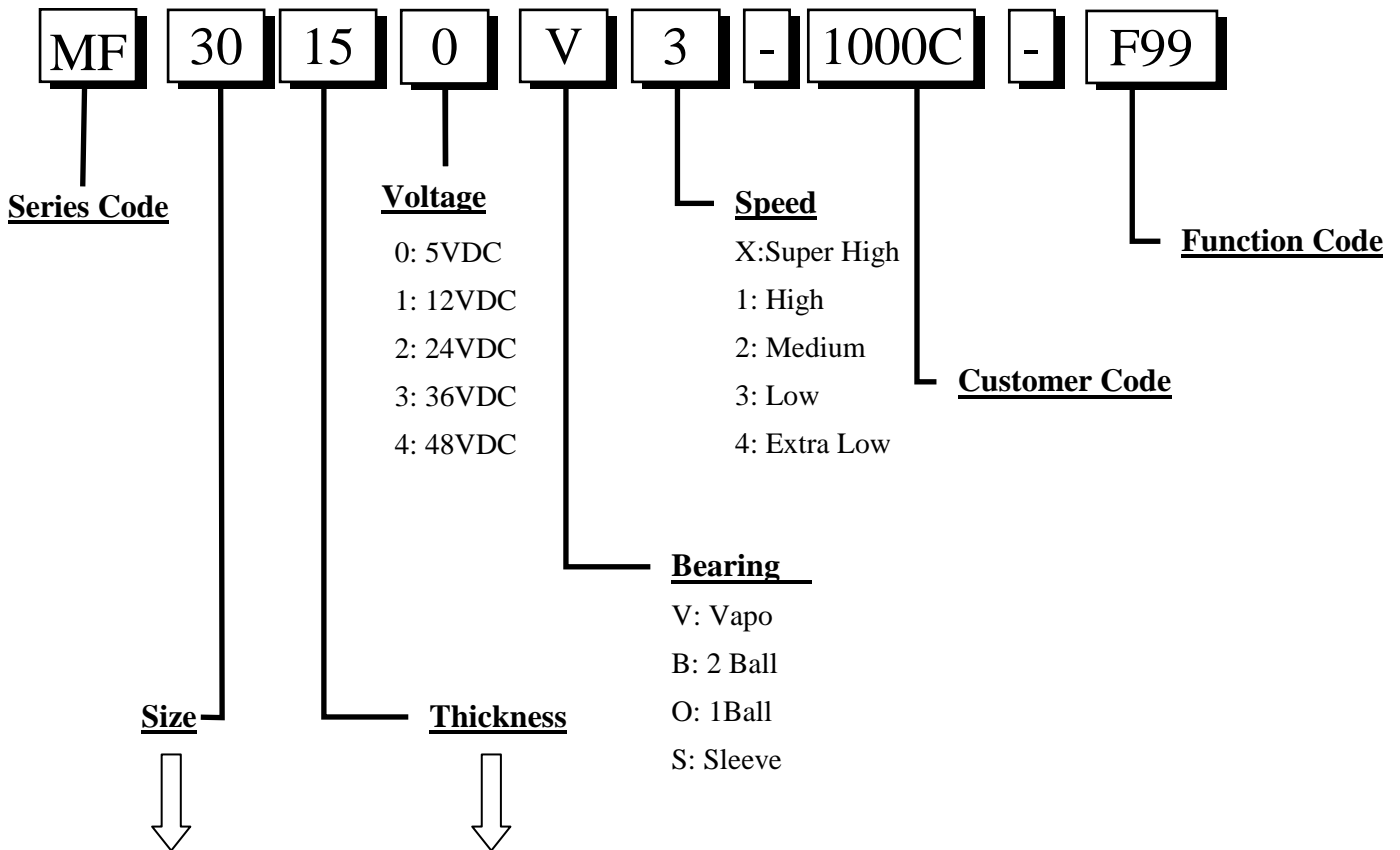 MF 30 15 0 V 3 - 1000C - F99
Series Code
Voltage
0: 5VDC
1: 12VDC
2: 24VDC
3: 36VDC
4: 48VDC
Speed
X:Super High
1: High
2: Medium
3: Low
4: Extra Low
Function Code
Customer Code
Bearing
V: Vapo
B: 2 Ball
O: 1Ball
S: Sleeve
Size
Thickness